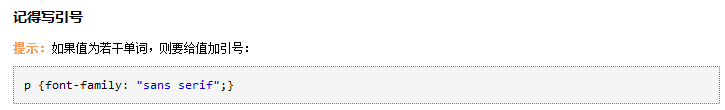 记得写引号
提示：如果值为若干单词，则要给值加引号：
p {font-family: "sans serif";}